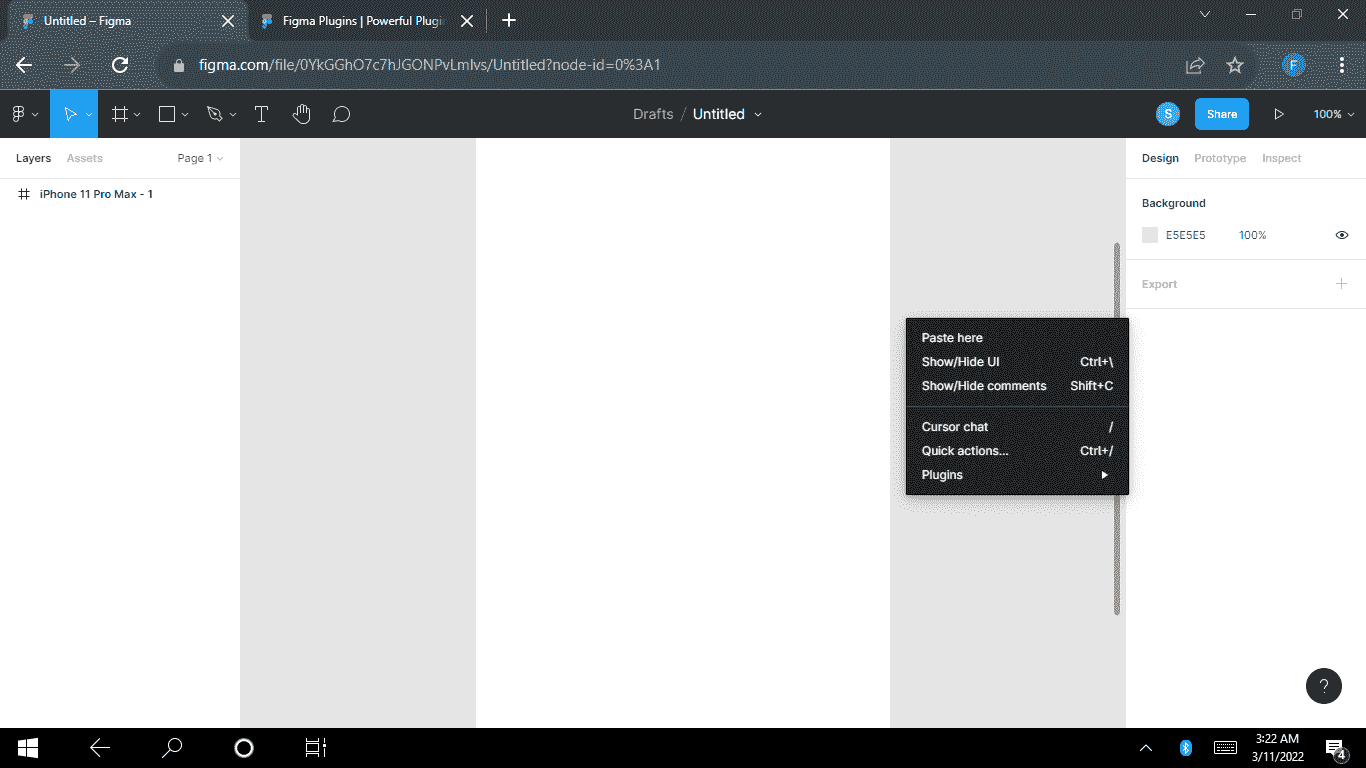 Untitled – Figma
Figma Plugins | Powerful Plugi
figma.com/file/0YkGGhO7c7hJGONPvLmlvs/Untitled?node-id=0%3A1
F
Drafts / Untitled
S
Share
100%
Layers
Assets
Page 1
Design
Prototype
Inspect
iPhone 11 Pro Max - 1
Background
E5E5E5
100%
Export
Paste here
Show/Hide UI Ctrl+\
Show/Hide comments Shift+C
Cursor chat /
Quick actions... Ctrl+/
Plugins
?
3:22 AM
3/11/2022
4